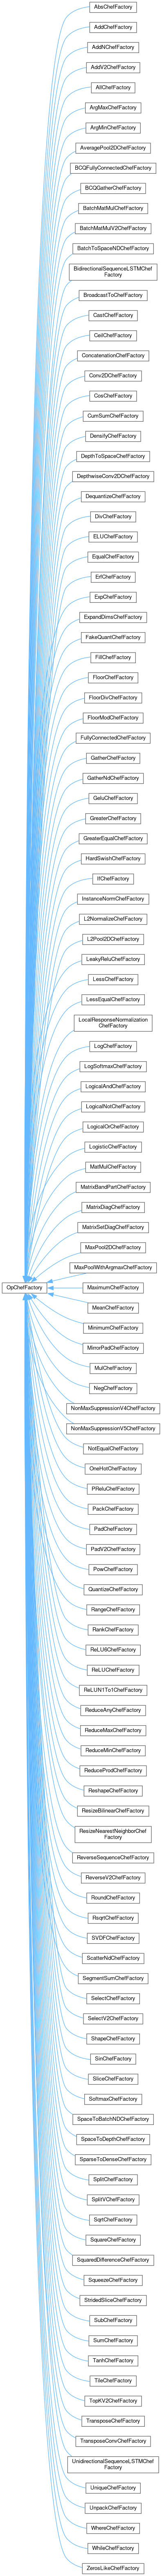 AbsChefFactory
AddChefFactory
AddNChefFactory
AddV2ChefFactory
AllChefFactory
ArgMaxChefFactory
ArgMinChefFactory
AveragePool2DChefFactory
BCQFullyConnectedChefFactory
BCQGatherChefFactory
BatchMatMulChefFactory
BatchMatMulV2ChefFactory
BatchToSpaceNDChefFactory
BidirectionalSequenceLSTMChef
Factory
BroadcastToChefFactory
CastChefFactory
CeilChefFactory
ConcatenationChefFactory
Conv2DChefFactory
CosChefFactory
CumSumChefFactory
DensifyChefFactory
DepthToSpaceChefFactory
DepthwiseConv2DChefFactory
DequantizeChefFactory
DivChefFactory
ELUChefFactory
EqualChefFactory
ErfChefFactory
ExpChefFactory
ExpandDimsChefFactory
FakeQuantChefFactory
FillChefFactory
FloorChefFactory
FloorDivChefFactory
FloorModChefFactory
FullyConnectedChefFactory
GatherChefFactory
GatherNdChefFactory
GeluChefFactory
GreaterChefFactory
GreaterEqualChefFactory
HardSwishChefFactory
IfChefFactory
InstanceNormChefFactory
L2NormalizeChefFactory
L2Pool2DChefFactory
LeakyReluChefFactory
LessChefFactory
LessEqualChefFactory
LocalResponseNormalization
ChefFactory
LogChefFactory
LogSoftmaxChefFactory
LogicalAndChefFactory
LogicalNotChefFactory
LogicalOrChefFactory
LogisticChefFactory
MatMulChefFactory
MatrixBandPartChefFactory
MatrixDiagChefFactory
MatrixSetDiagChefFactory
MaxPool2DChefFactory
MaxPoolWithArgmaxChefFactory
OpChefFactory
MaximumChefFactory
MeanChefFactory
MinimumChefFactory
MirrorPadChefFactory
MulChefFactory
NegChefFactory
NonMaxSuppressionV4ChefFactory
NonMaxSuppressionV5ChefFactory
NotEqualChefFactory
OneHotChefFactory
PReluChefFactory
PackChefFactory
PadChefFactory
PadV2ChefFactory
PowChefFactory
QuantizeChefFactory
RangeChefFactory
RankChefFactory
ReLU6ChefFactory
ReLUChefFactory
ReLUN1To1ChefFactory
ReduceAnyChefFactory
ReduceMaxChefFactory
ReduceMinChefFactory
ReduceProdChefFactory
ReshapeChefFactory
ResizeBilinearChefFactory
ResizeNearestNeighborChef
Factory
ReverseSequenceChefFactory
ReverseV2ChefFactory
RoundChefFactory
RsqrtChefFactory
SVDFChefFactory
ScatterNdChefFactory
SegmentSumChefFactory
SelectChefFactory
SelectV2ChefFactory
ShapeChefFactory
SinChefFactory
SliceChefFactory
SoftmaxChefFactory
SpaceToBatchNDChefFactory
SpaceToDepthChefFactory
SparseToDenseChefFactory
SplitChefFactory
SplitVChefFactory
SqrtChefFactory
SquareChefFactory
SquaredDifferenceChefFactory
SqueezeChefFactory
StridedSliceChefFactory
SubChefFactory
SumChefFactory
TanhChefFactory
TileChefFactory
TopKV2ChefFactory
TransposeChefFactory
TransposeConvChefFactory
UnidirectionalSequenceLSTMChef
Factory
UniqueChefFactory
UnpackChefFactory
WhereChefFactory
WhileChefFactory
ZerosLikeChefFactory